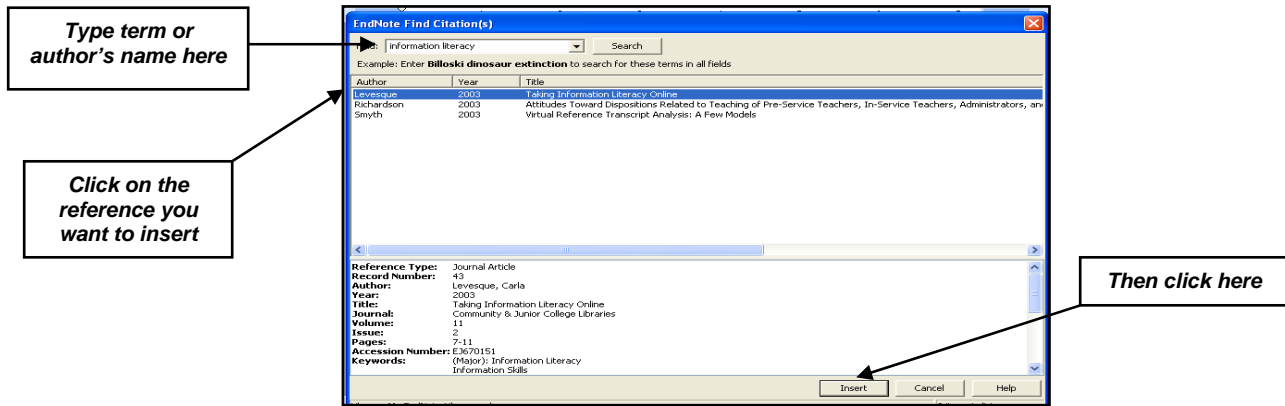 Type term or
author's name here
EndNote Find Citation(s)
information literacy
Search
Example: Enter Billoski dinosaur extinction to search for these terms in all fields
Author Year Title
Levesque 2003 Taking Information Literacy Online
Richardson 2003 Attitudes Toward Dispositions Related to Teaching of Pre-Service Teachers, In-Service Teachers, Administrators,
Smyth 2003 Virtual Reference Transcript Analysis: A Few Models
Click on the
reference you
want to insert
Reference Type: Journal Article
Record Number: 43
Author: Levesque, Carla
Year: 2003
Title: Taking Information Literacy Online
Journal: Community & Junior College Libraries
Volume: 11
Issue: 2
Pages: 7-11
Accession Number: EJ670151
Keywords: (Major): Information Literacy
Information Skills
Then click here
Insert Cancel Help